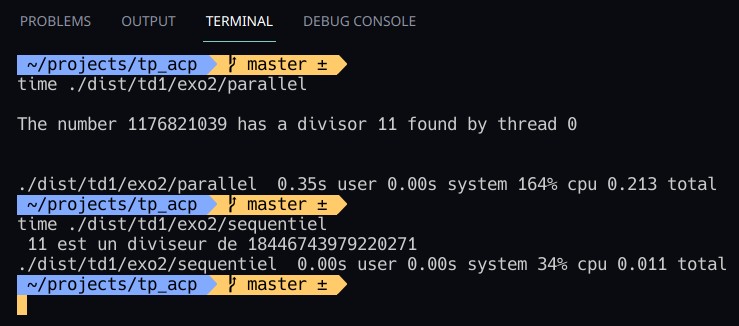 PROBLEMS OUTPUT TERMINAL DEBUG CONSOLE
~/projects/tp_acp master ±
time ./dist/td1/exo2/parallel
The number 1176821039 has a divisor 11 found by thread 0
./dist/td1/exo2/parallel 0.35s user 0.00s system 164% cpu 0.213 total
~/projects/tp_acp master ±
time ./dist/td1/exo2/sequentiel
11 est un diviseur de 18446743979220271
./dist/td1/exo2/sequentiel 0.00s user 0.00s system 34% cpu 0.011 total
~/projects/tp_acp master ±